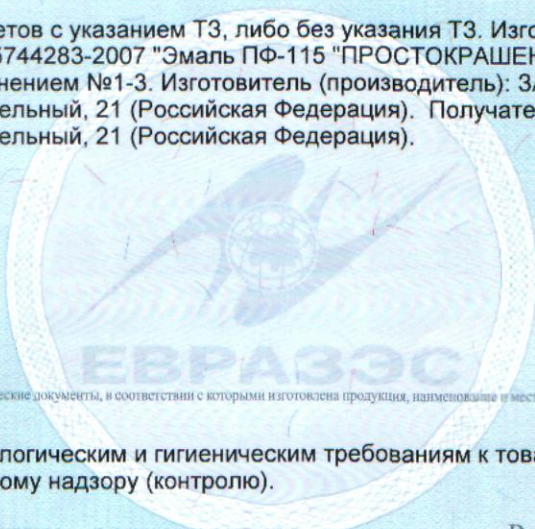 етов с указанием ТЗ, либо без указания ТЗ. Изго
5744283-2007 "Эмаль ПФ-115 "ПРОСТОКРАШЕН
нением №1-3. Изготовитель (производитель): ЗА
ельный, 21 (Российская Федерация). Получате
ельный, 21 (Российская Федерация).
ЕВРАЗЭС
еские документы, в соответствии с которыми изготовлена продукция, наименование и мест
логическим и гигиеническим требованиям к това
ому надзору (контролю).